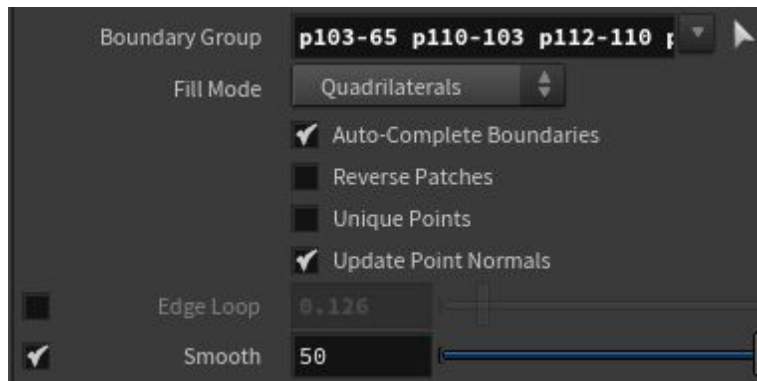 Boundary Group p103-65 p110-103 p112-110
Fill Mode Quadrilaterals
Auto-Complete Boundaries
Reverse Patches
Unique Points
Update Point Normals
Edge Loop 0.126
Smooth 50